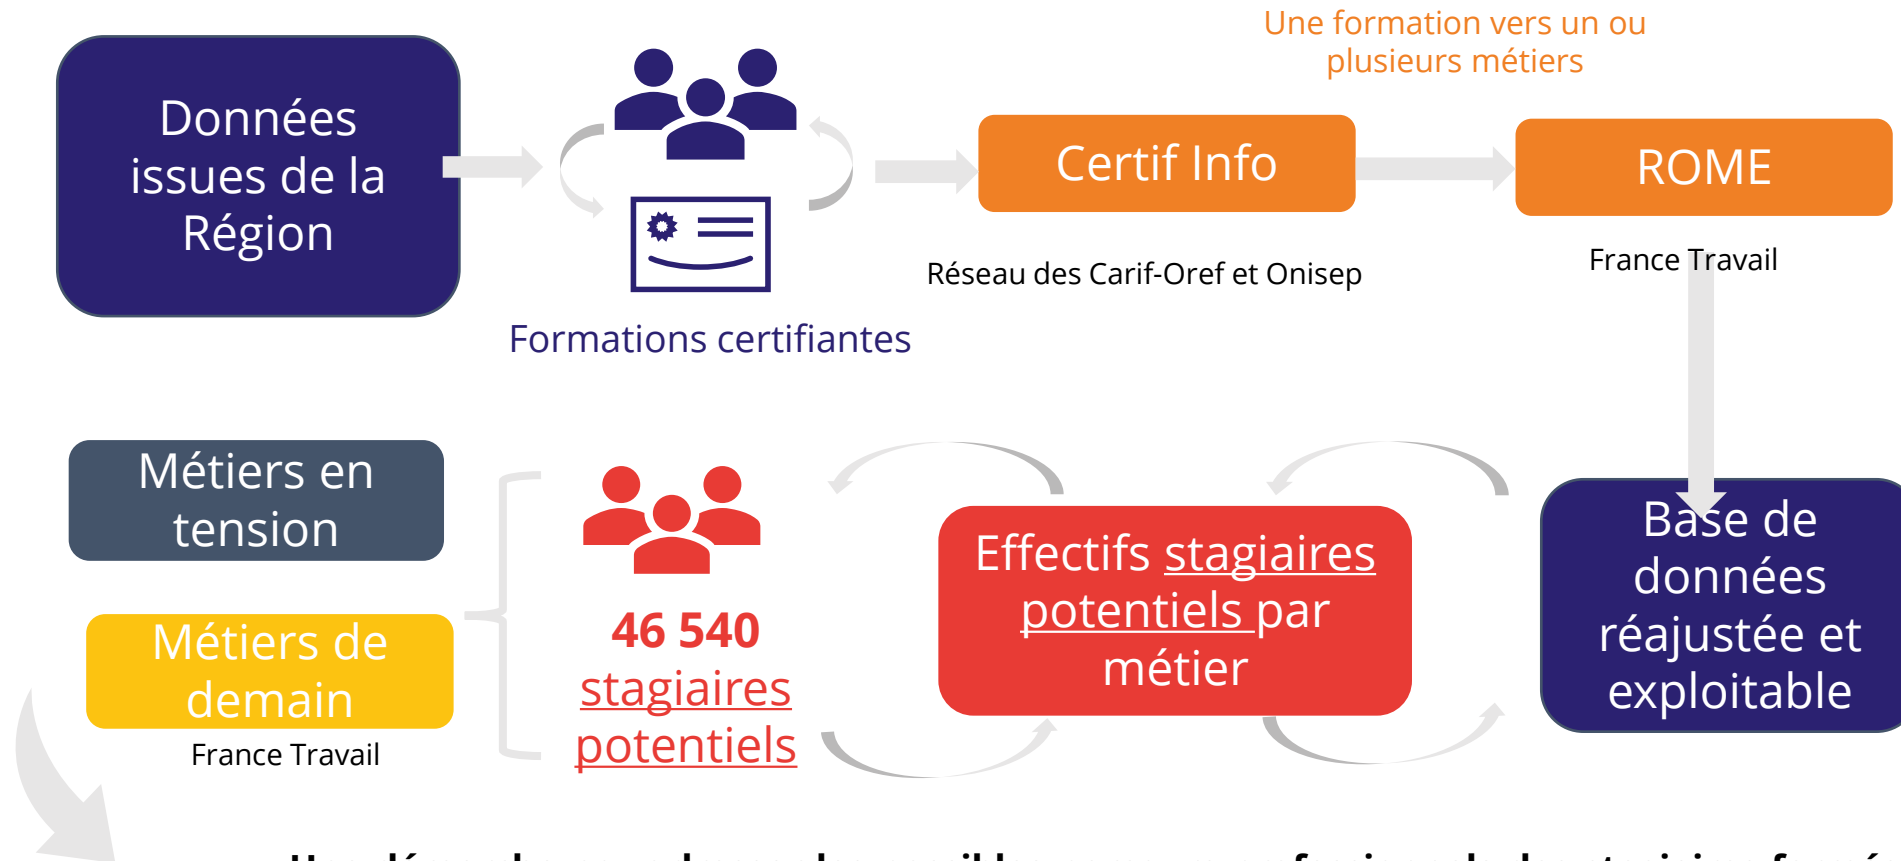 Une formation vers un ou
plusieurs métiers
Données
issues de la
Région
Formations certifiantes
Certif Info
Réseau des Carif-Oref et Onisep
ROME
France Travail
Métiers en
tension
Métiers de
demain
France Travail
46 540
stagiaires
potentiels
Effectifs stagiaires
potentiels par
métier
Base de
données
réajustée et
exploitable